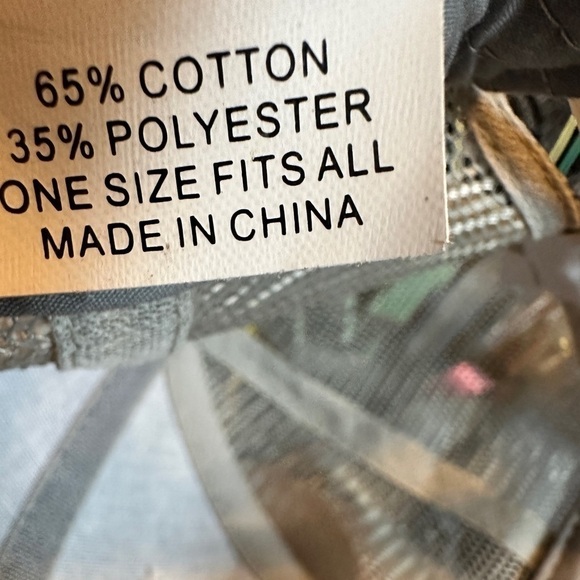 65% COTTON
35% POLYESTER
ONE SIZE FITS ALL
MADE IN CHINA